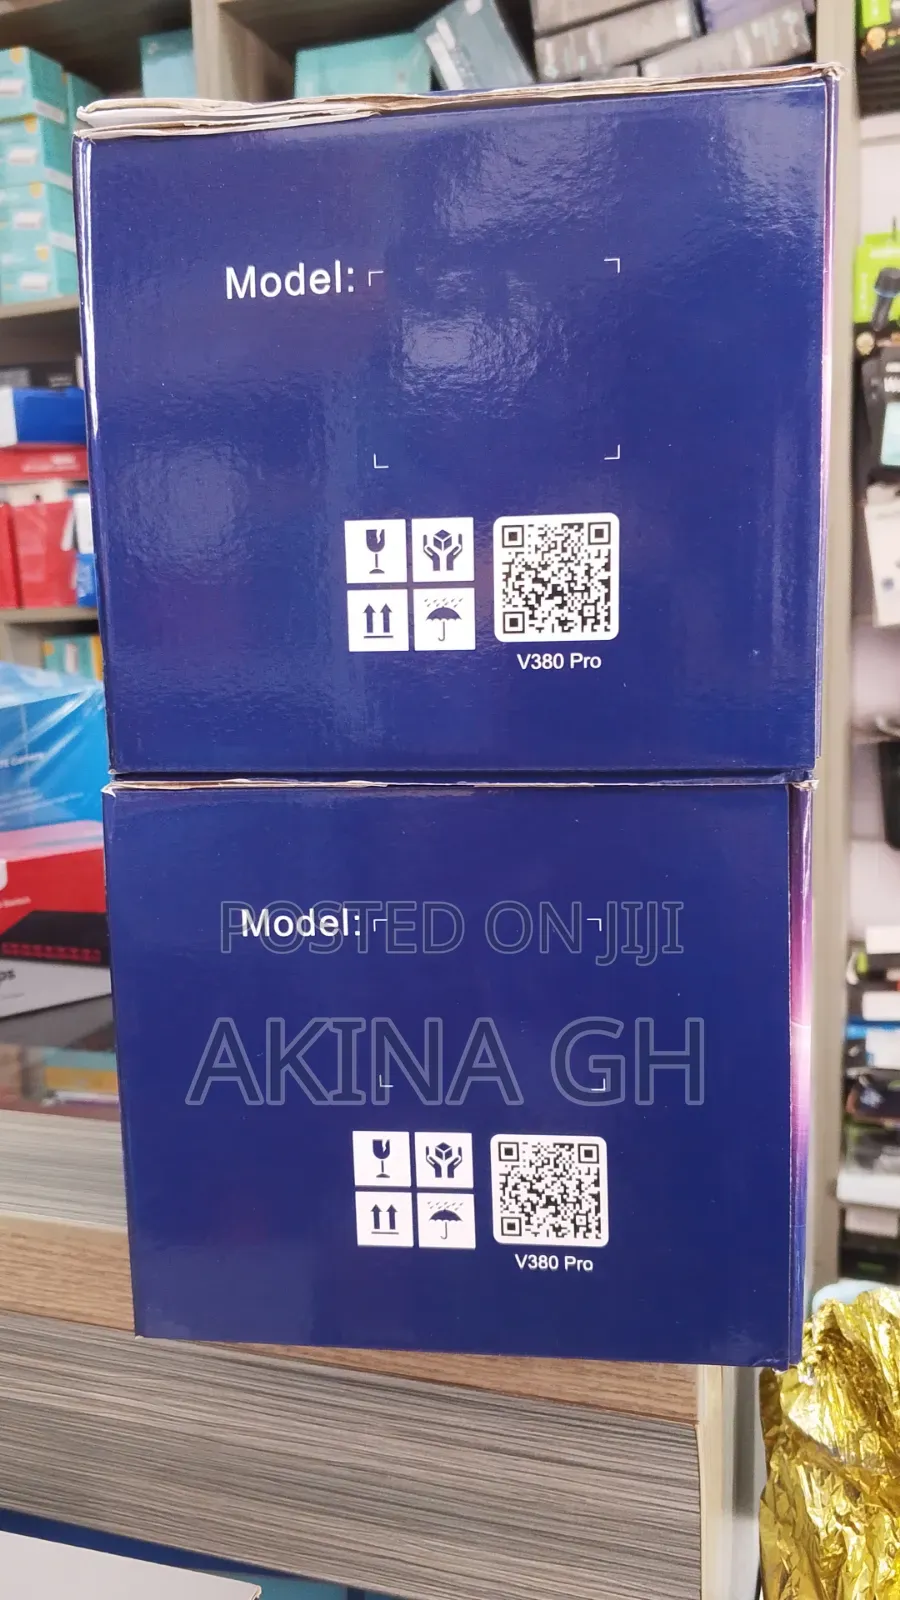 Model:
V380 Pro
POSTED ON JIJI
Model:
AKINA GH
V380 Pro